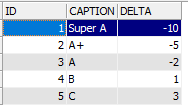 ID CAPTION DELTA
1 Super A -10
2 A+ -5
3 A -2
4 B 1
5 C 3